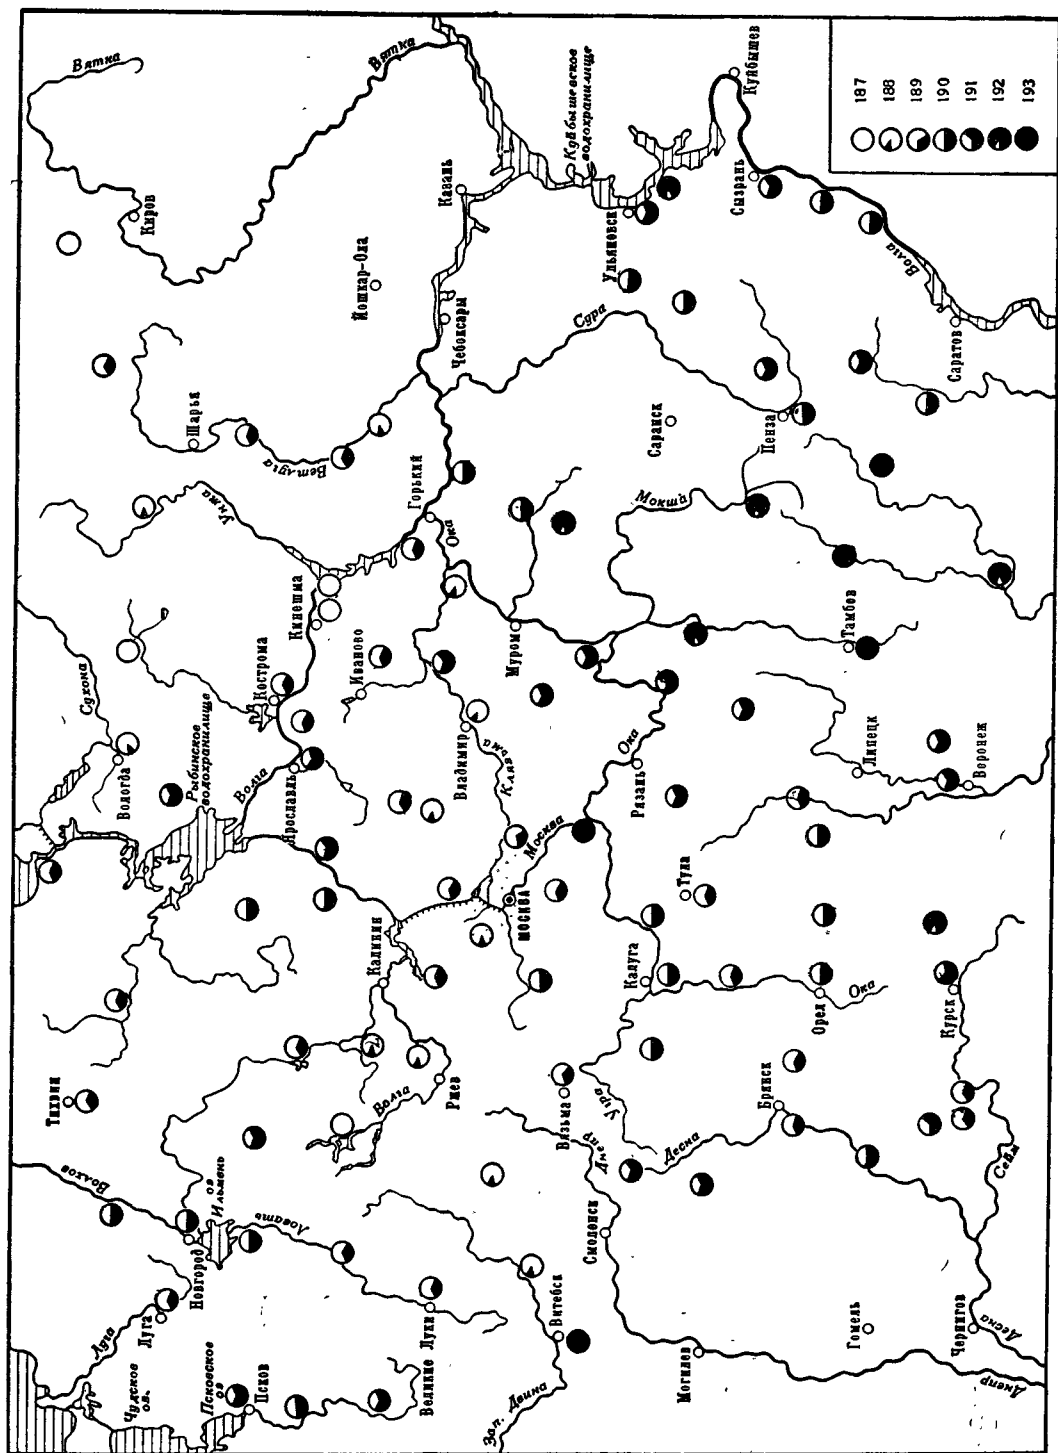 Вятка
Вятка
Киров
Казань
Куйбышевское
водохранилище
Куйбышев
Йошкар-Ола
Чебоксары
Ульяновск
Сызрань
Волга
Саратов
Сура
Шарья
Ветлуга
Саранск
Пенза
Унжа
Горький
Ока
Мокша
Кинешма
Сухона
Кострома
Иваново
Муром
Тамбов
Вологда
Рыбинское
водохранилище
Волга
Ярославль
Владимир
Клязьма
Ока
Рязань
Липецк
Воронеж
Москва
МОСКВА
Тула
Калинин
Калуга
Орел
Ока
Курск
Тихвин
Волга
Ржев
Вязьма
Угра
Брянск
Десна
Днепр
Сейм
Волхов
оз
Ильмень
Новгород
Ловать
Смоленск
Луга
Луга
Великие Луки
Витебск
Гомель
Чернигов
Десна
Чудское
оз.
Псковское
оз
Псков
Зап. Двина
Могилев
Днепр
187
188
189
190
191
192
193